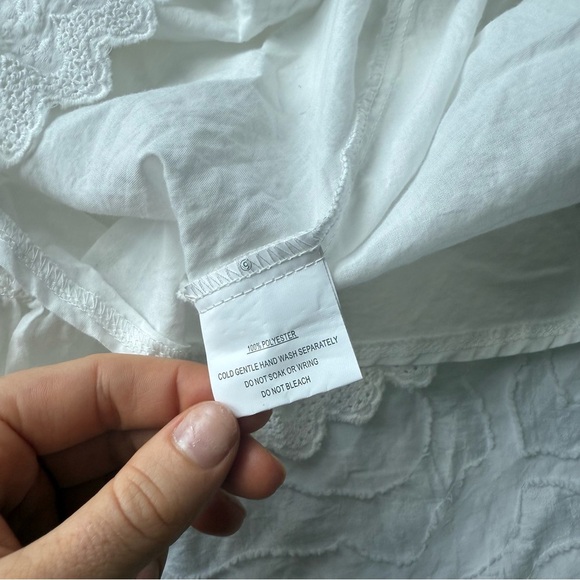 100% POLYESTER
COLD GENTLE HAND WASH SEPARATELY
DO NOT SOAK OR WRING
DO NOT BLEACH